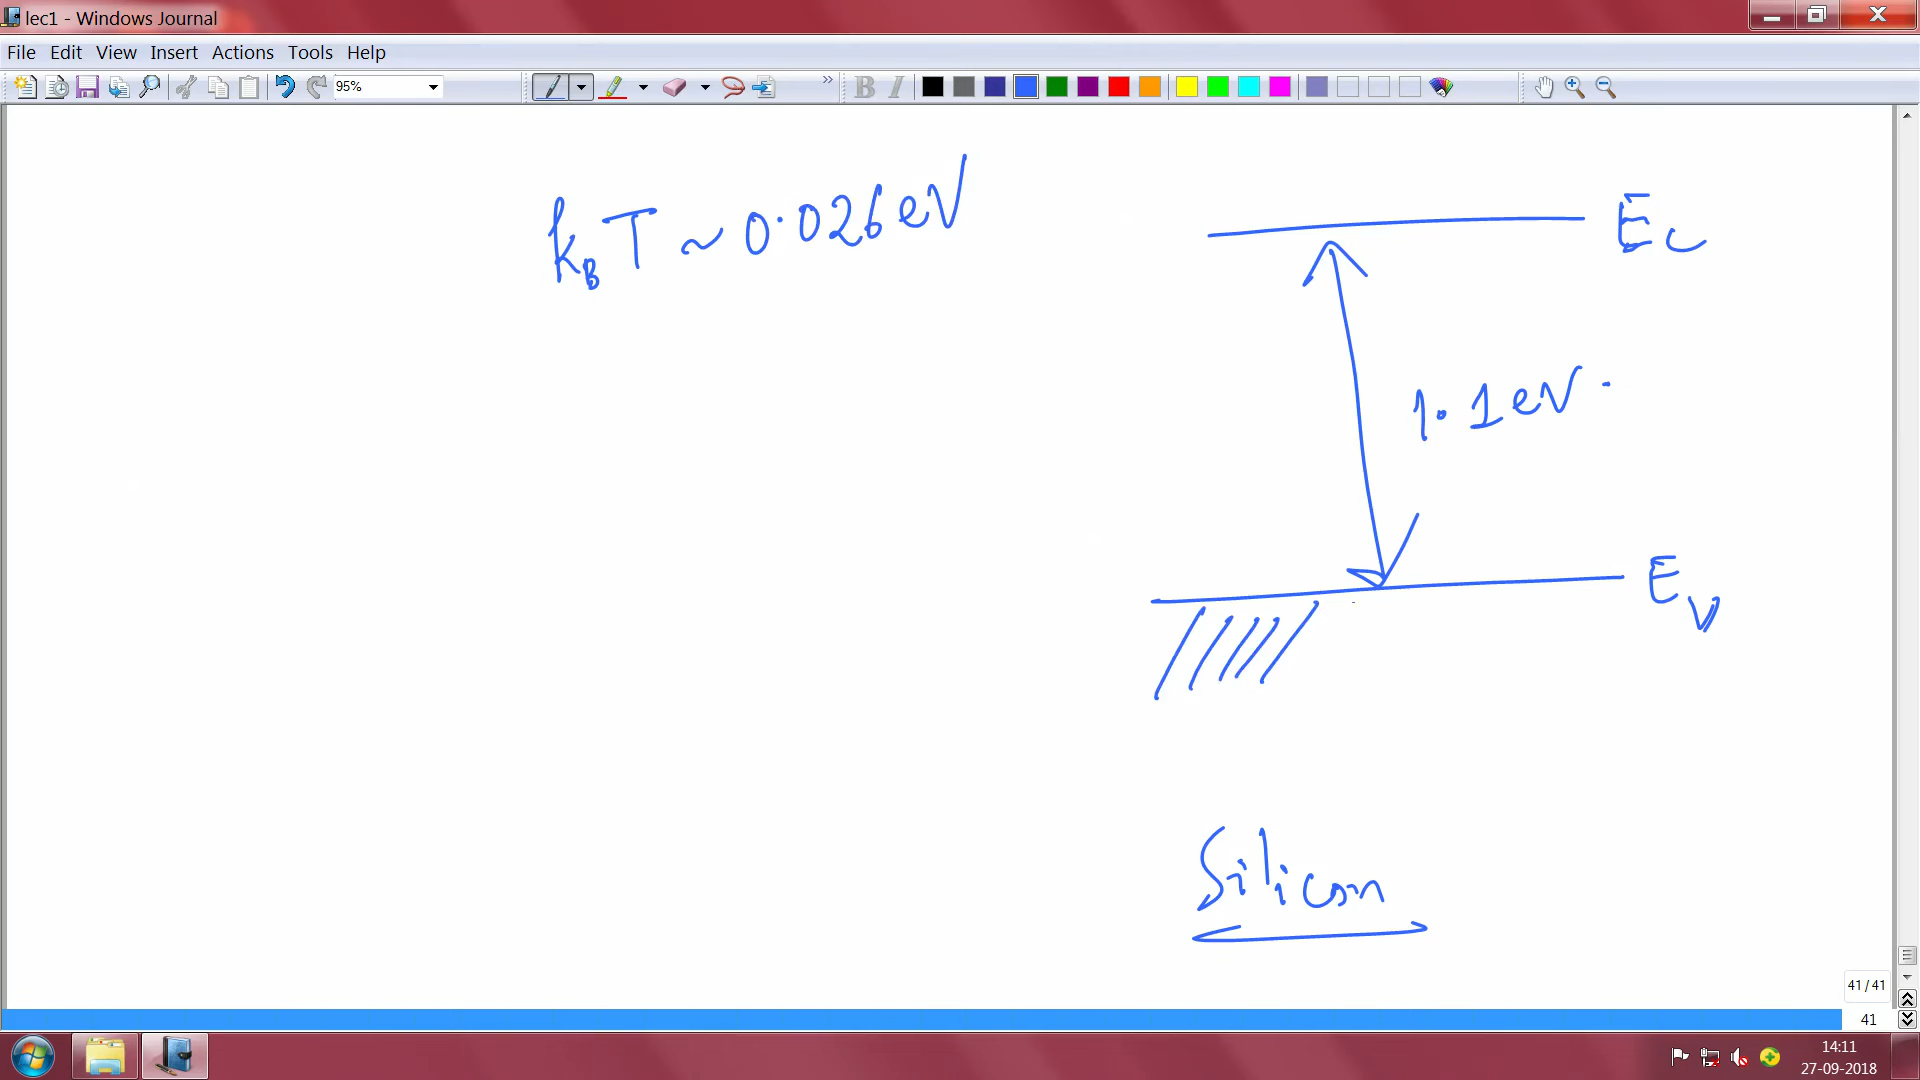 lec1 - Windows Journal
File Edit View Insert Actions Tools Help
95%
B I
k_B T ~ 0.026 eV
E_C
1.1 eV
E_V
Silicon
41 / 41
41
14:11
27-09-2018